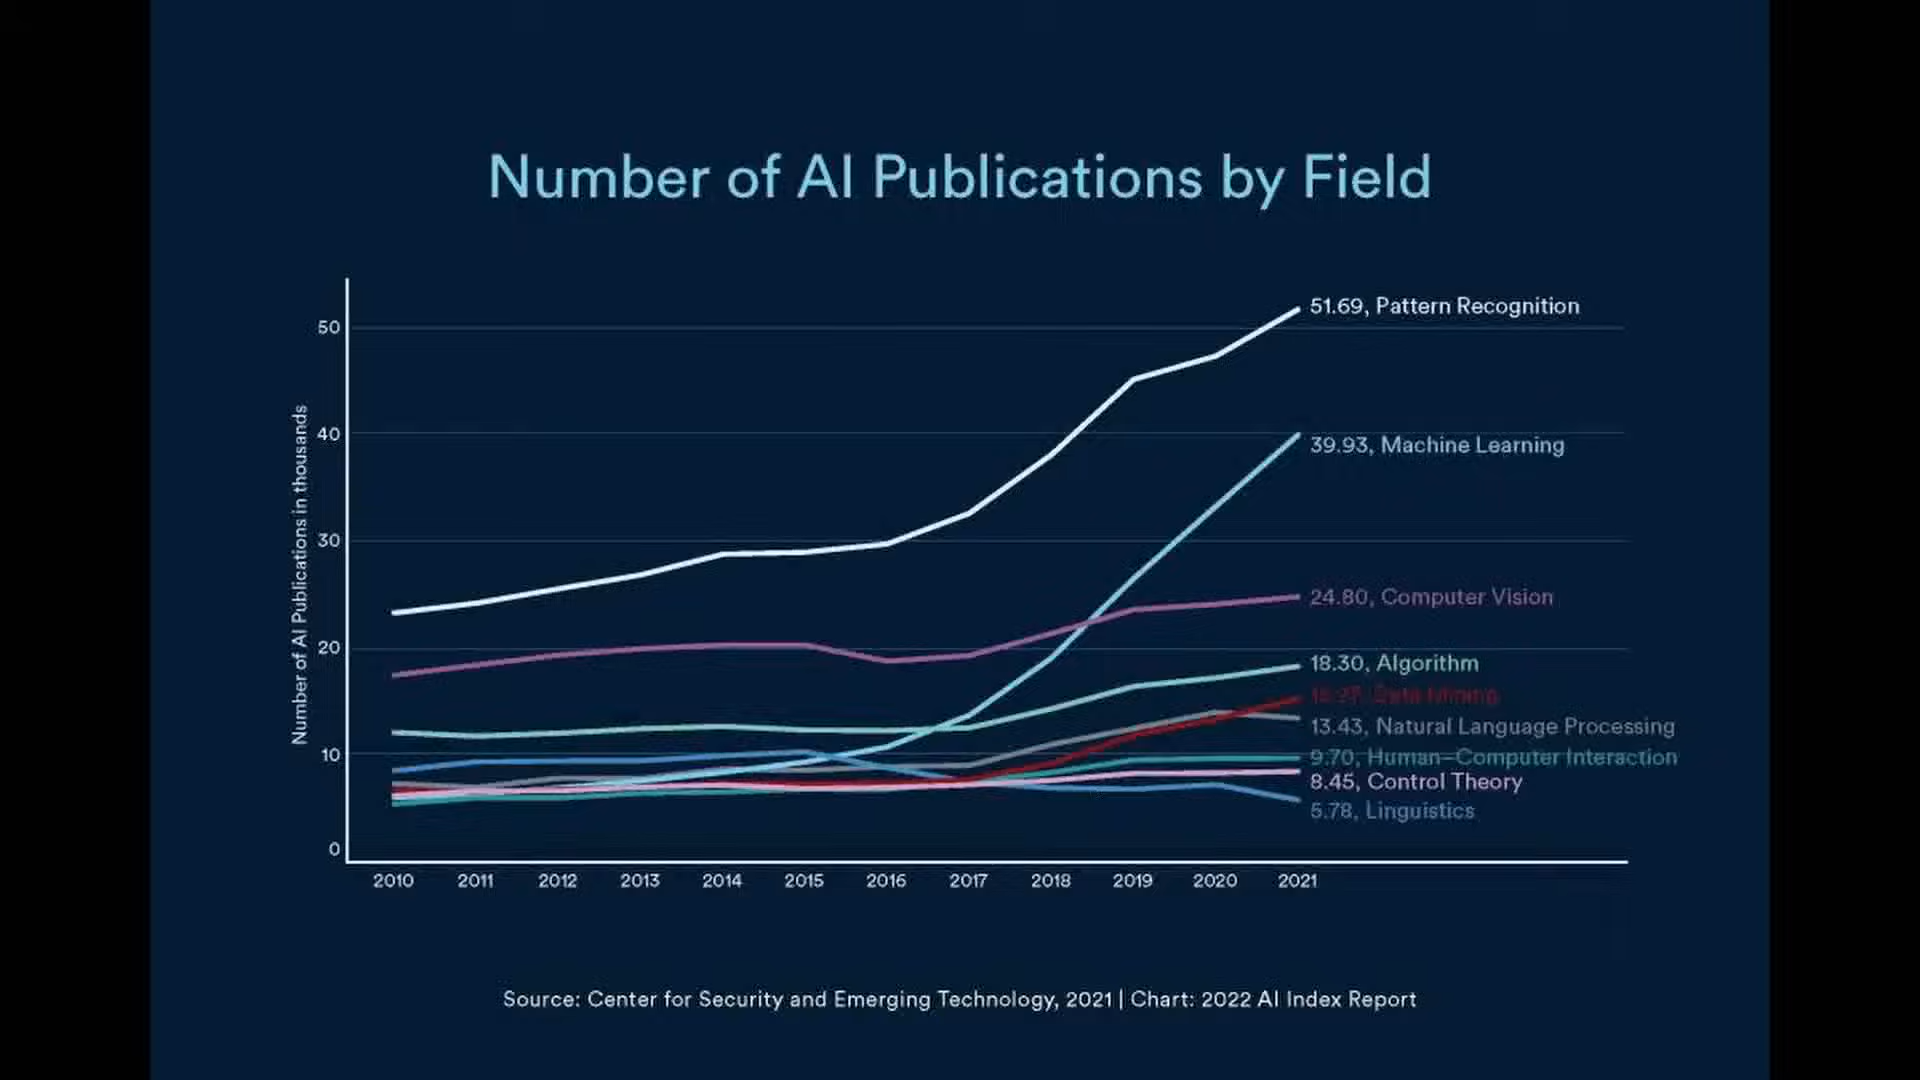 Number of AI Publications by Field
Number of AI Publications in thousands
50
40
30
20
10
0
51.69, Pattern Recognition
39.93, Machine Learning
24.80, Computer Vision
18.30, Algorithm
Data Mining
13.43, Natural Language Processing
9.70, Human–Computer Interaction
8.45, Control Theory
5.78, Linguistics
2010 2011 2012 2013 2014 2015 2016 2017 2018 2019 2020 2021
Source: Center for Security and Emerging Technology, 2021 | Chart: 2022 AI Index Report